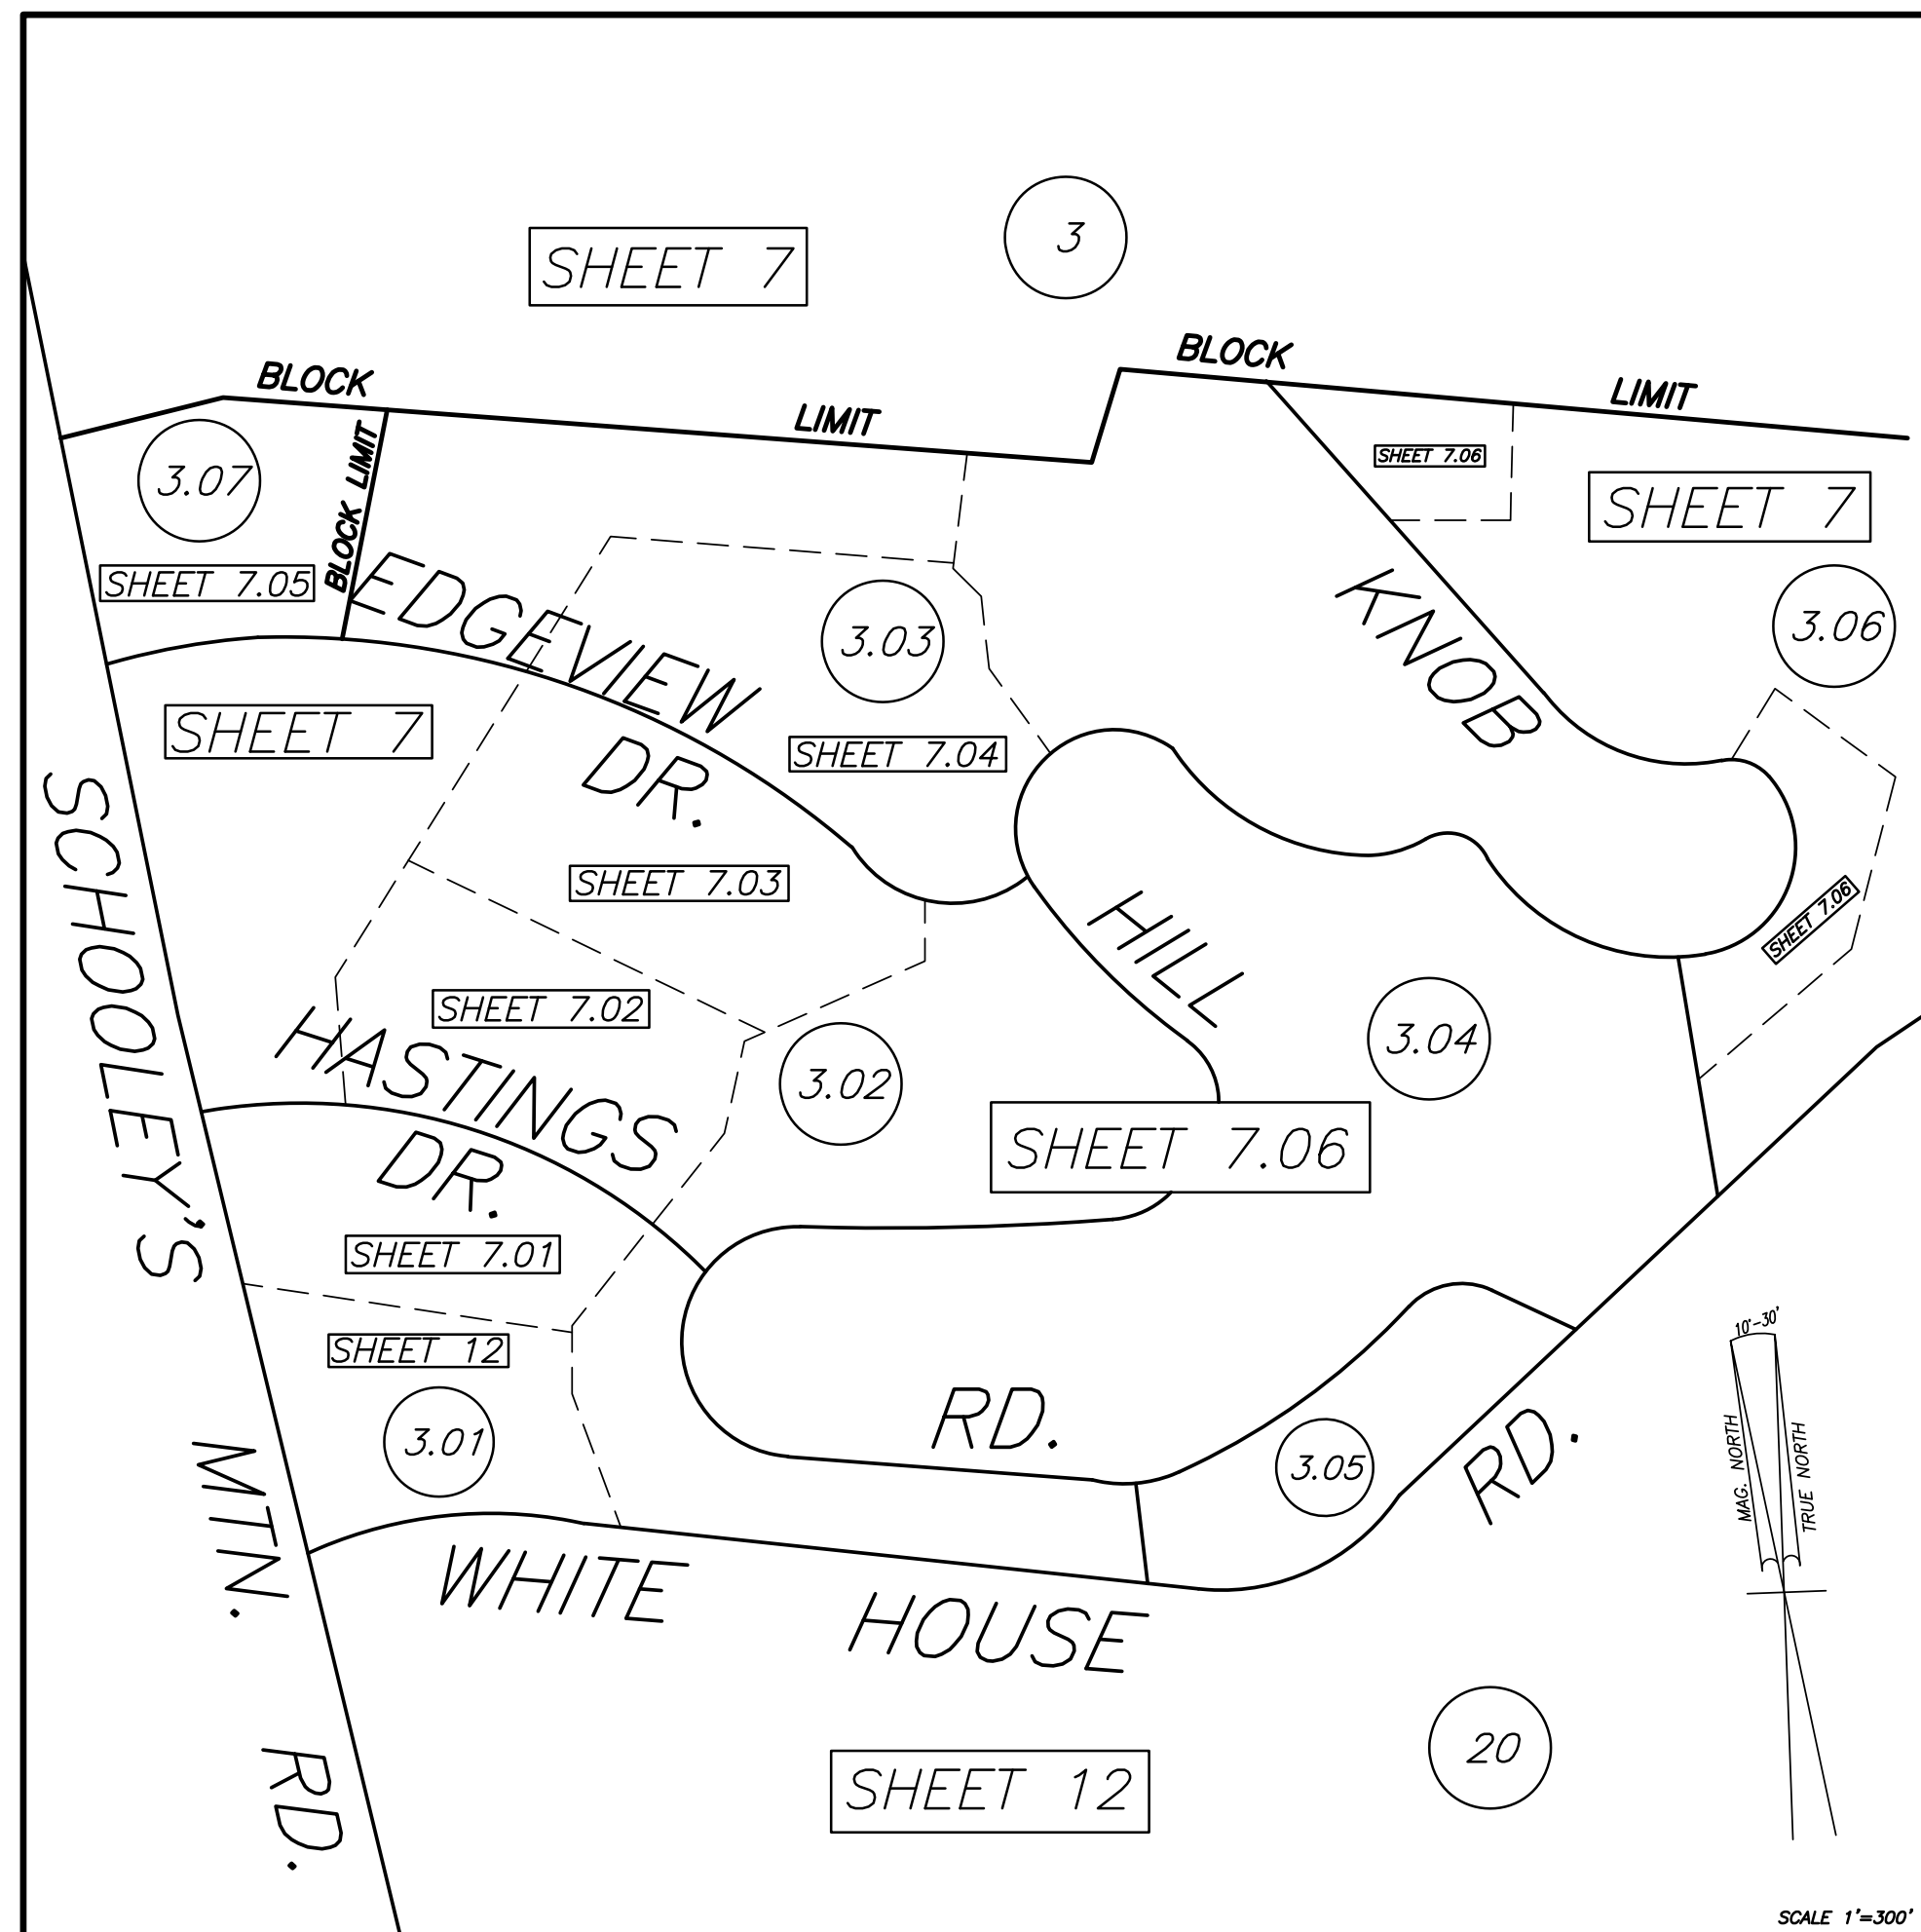 SHEET 7
3
BLOCK
LIMIT
BLOCK
LIMIT
BLOCK LIMIT
3.07
SHEET 7.05
SHEET 7.06
SHEET 7
3.06
EDGEVIEW
DR.
3.03
KNOB
SHEET 7
SHEET 7.04
SHEET 7.03
SCHOOLEY'S
HILL
SHEET 7.06
SHEET 7.02
HASTINGS
DR.
3.02
3.04
SHEET 7.06
SHEET 7.01
SHEET 12
3.01
RD.
3.05
RD.
10°-30'
MAG. NORTH
TRUE NORTH
MTN.
WHITE
HOUSE
RD.
SHEET 12
20
SCALE 1"=300'